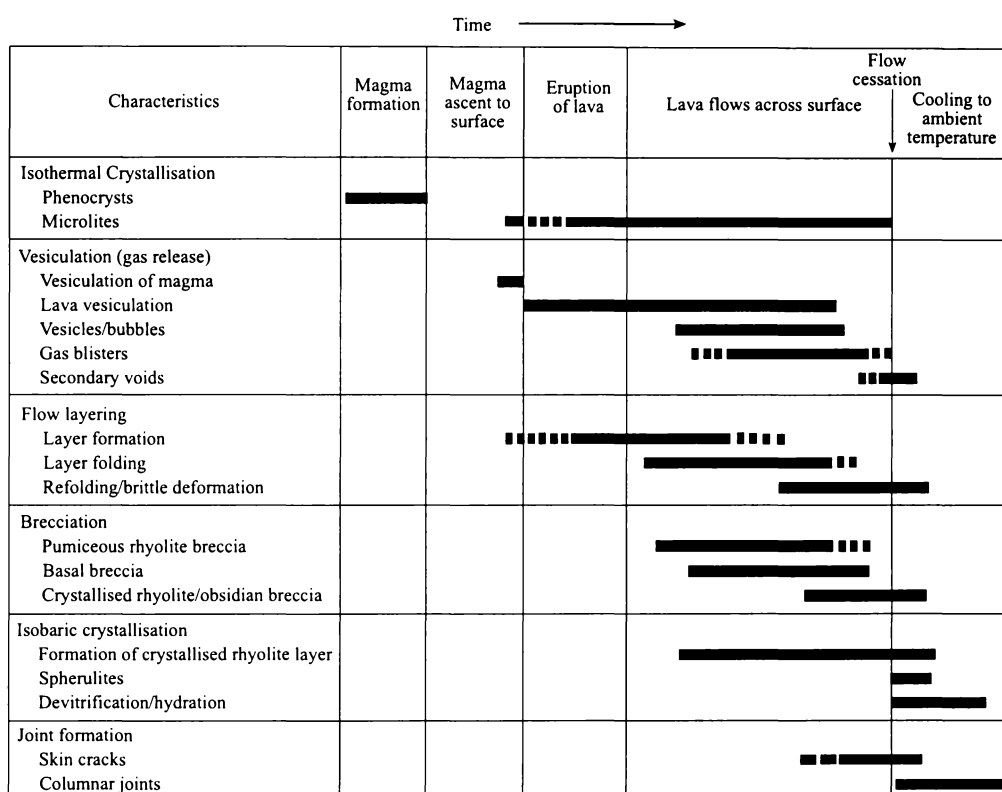 Time
Characteristics
Magma
formation
Magma
ascent to
surface
Eruption
of lava
Lava flows across surface
Flow
cessation
Cooling to
ambient
temperature
Isothermal Crystallisation
Phenocrysts
Microlites
Vesiculation (gas release)
Vesiculation of magma
Lava vesiculation
Vesicles/bubbles
Gas blisters
Secondary voids
Flow layering
Layer formation
Layer folding
Refolding/brittle deformation
Brecciation
Pumiceous rhyolite breccia
Basal breccia
Crystallised rhyolite/obsidian breccia
Isobaric crystallisation
Formation of crystallised rhyolite layer
Spherulites
Devitrification/hydration
Joint formation
Skin cracks
Columnar joints